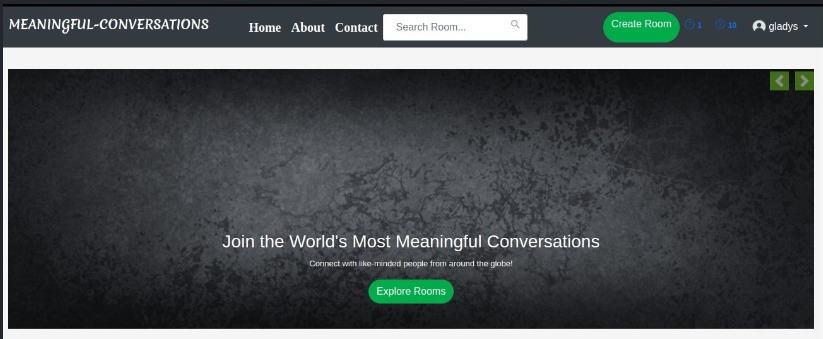 MEANINGFUL-CONVERSATIONS Home About Contact Search Room... Create Room 1 10 gladys
Join the World's Most Meaningful Conversations
Connect with like-minded people from around the globe!
Explore Rooms